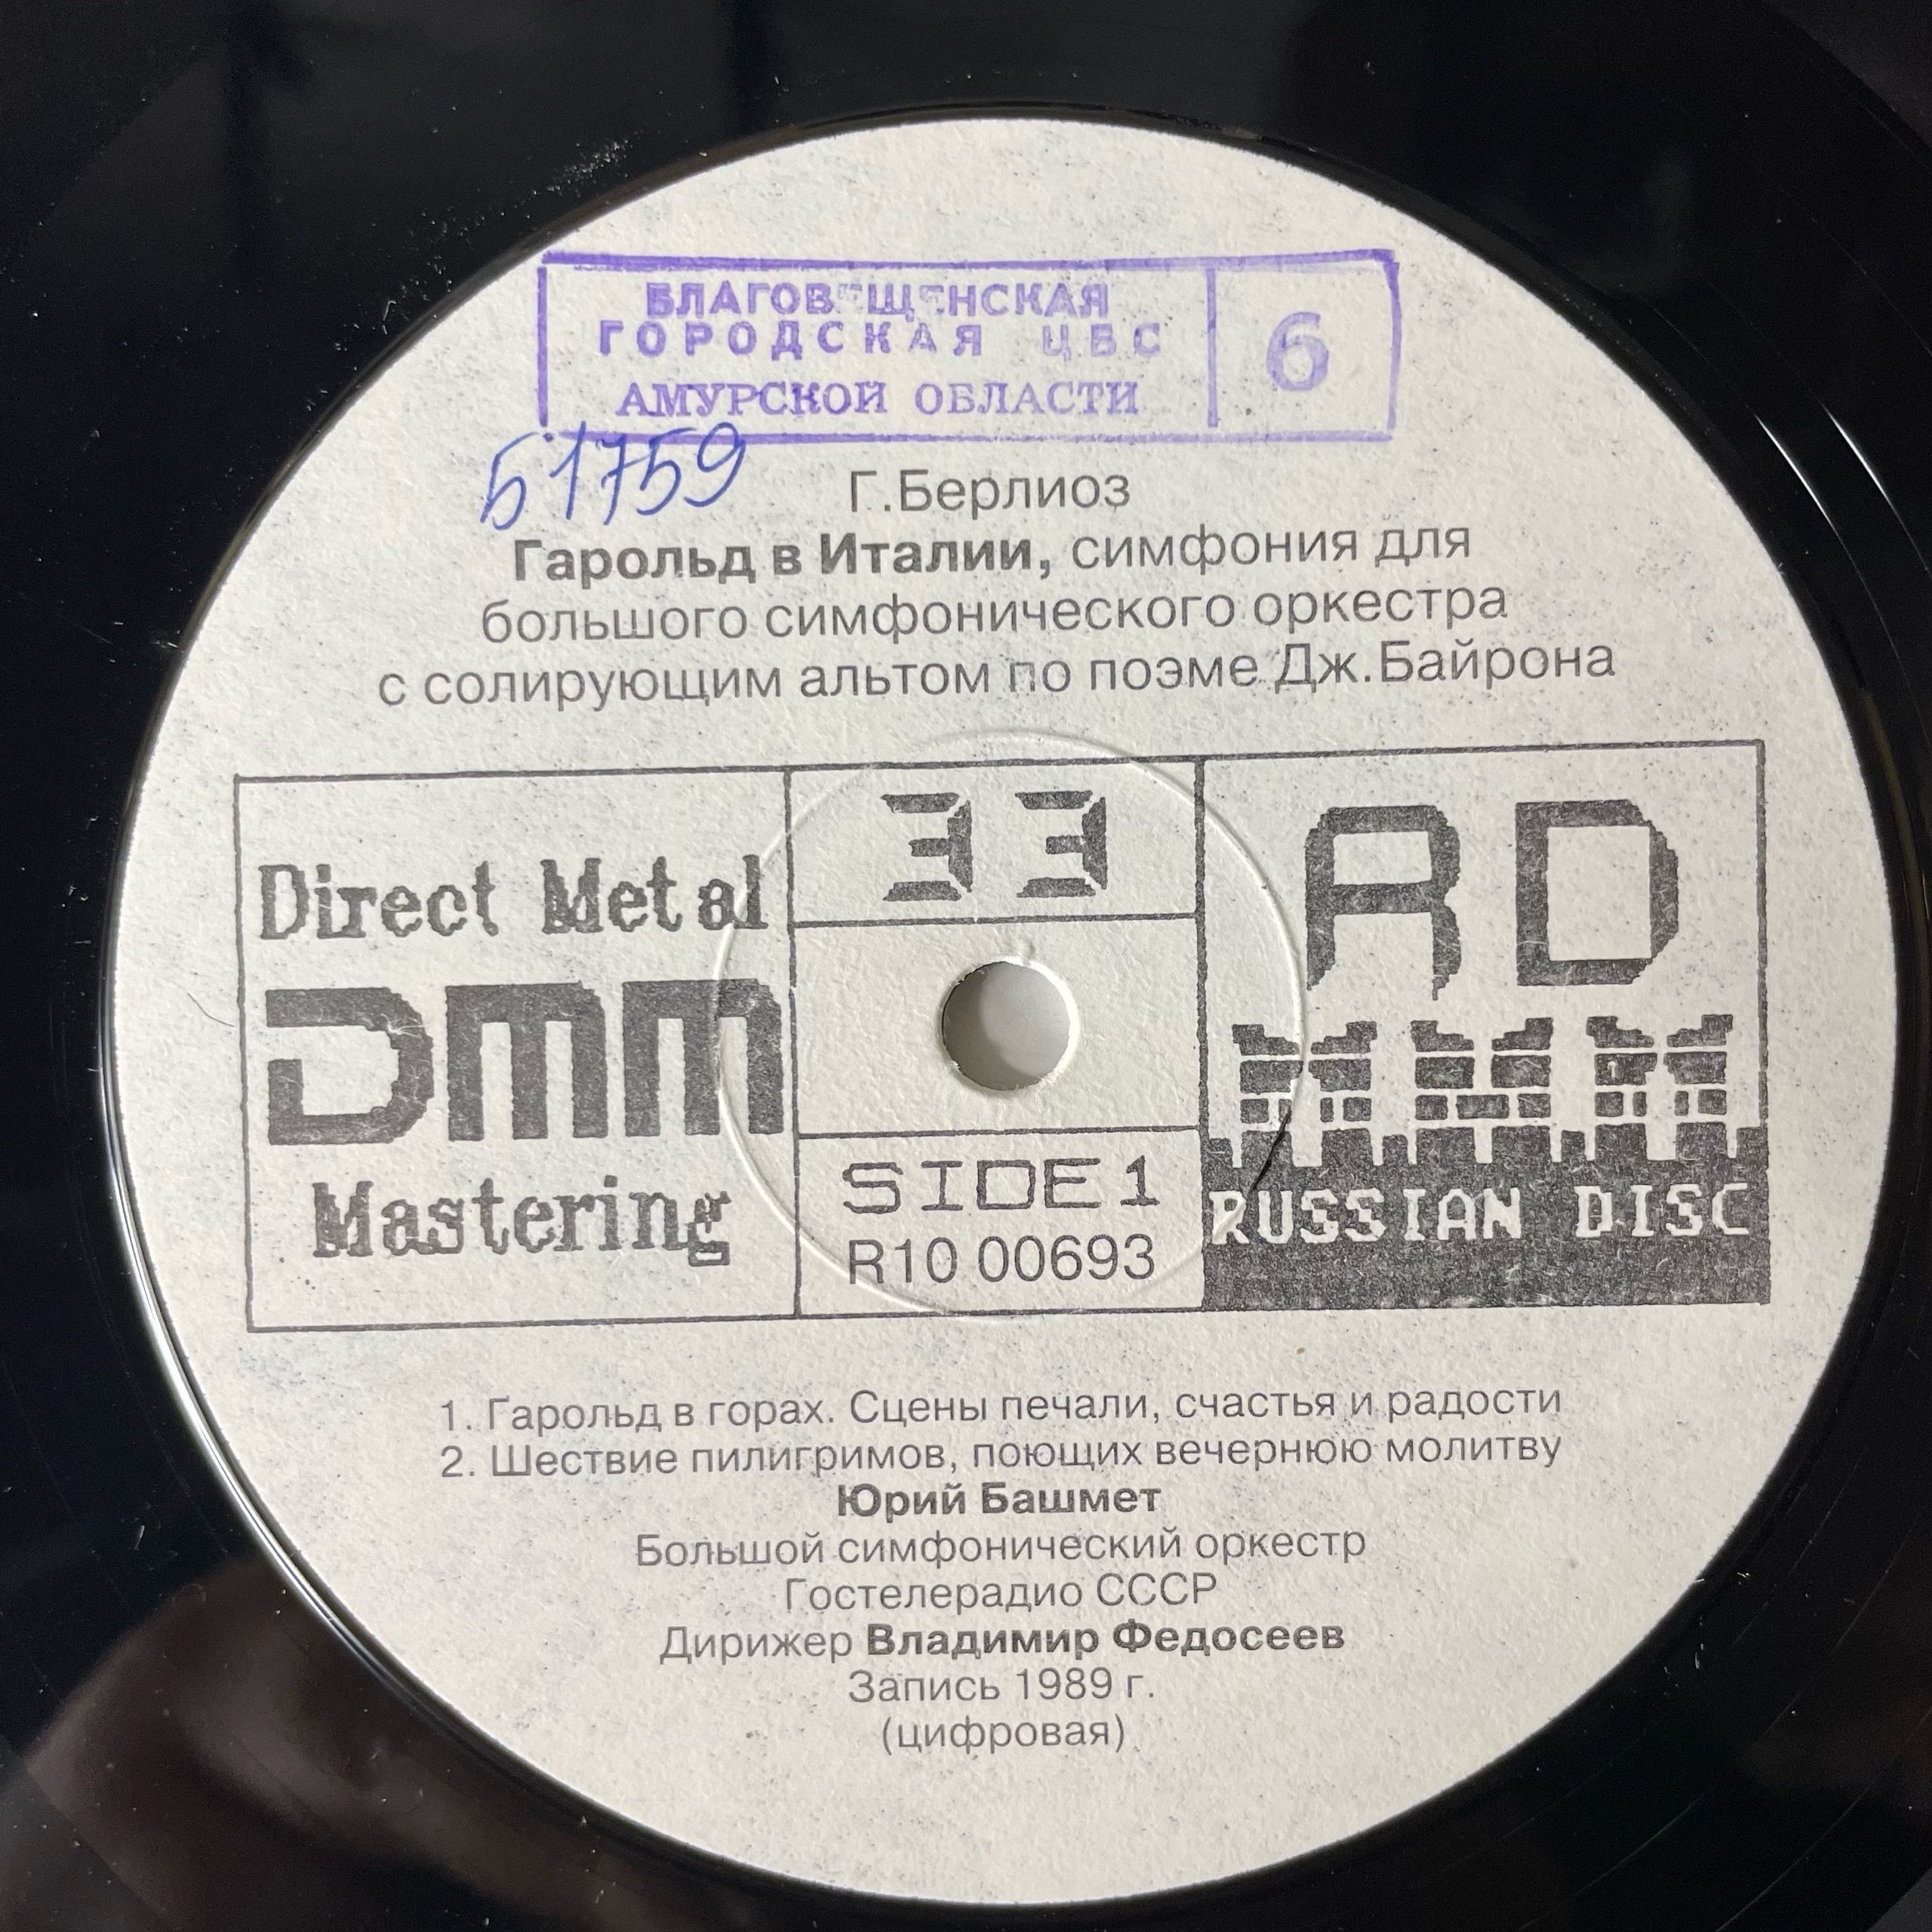 БЛАГОВЕЩЕНСКАЯ
ГОРОДСКАЯ ЦБС
АМУРСКОЙ ОБЛАСТИ
6
51759
Г.Берлиоз
Гарольд в Италии, симфония для
большого симфонического оркестра
с солирующим альтом по поэме Дж.Байрона
Direct Metal
DMM
Mastering
33
SIDE 1
R10 00693
RD
RUSSIAN DISC
1. Гарольд в горах. Сцены печали, счастья и радости
2. Шествие пилигримов, поющих вечернюю молитву
Юрий Башмет
Большой симфонический оркестр
Гостелерадио СССР
Дирижер Владимир Федосеев
Запись 1989 г.
(цифровая)